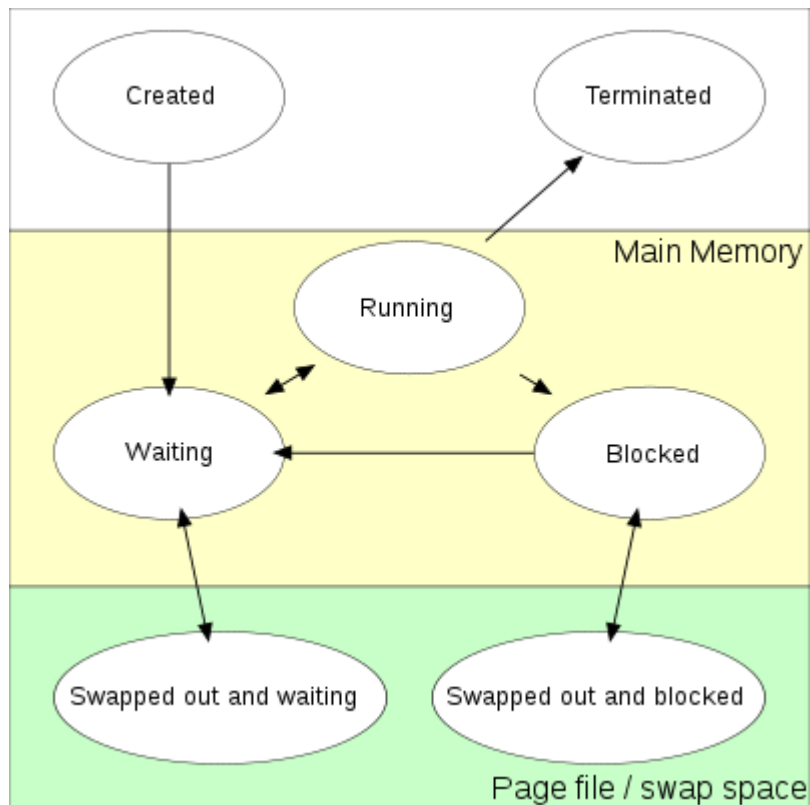 Created
Terminated
Main Memory
Running
Waiting
Blocked
Swapped out and waiting
Swapped out and blocked
Page file / swap space